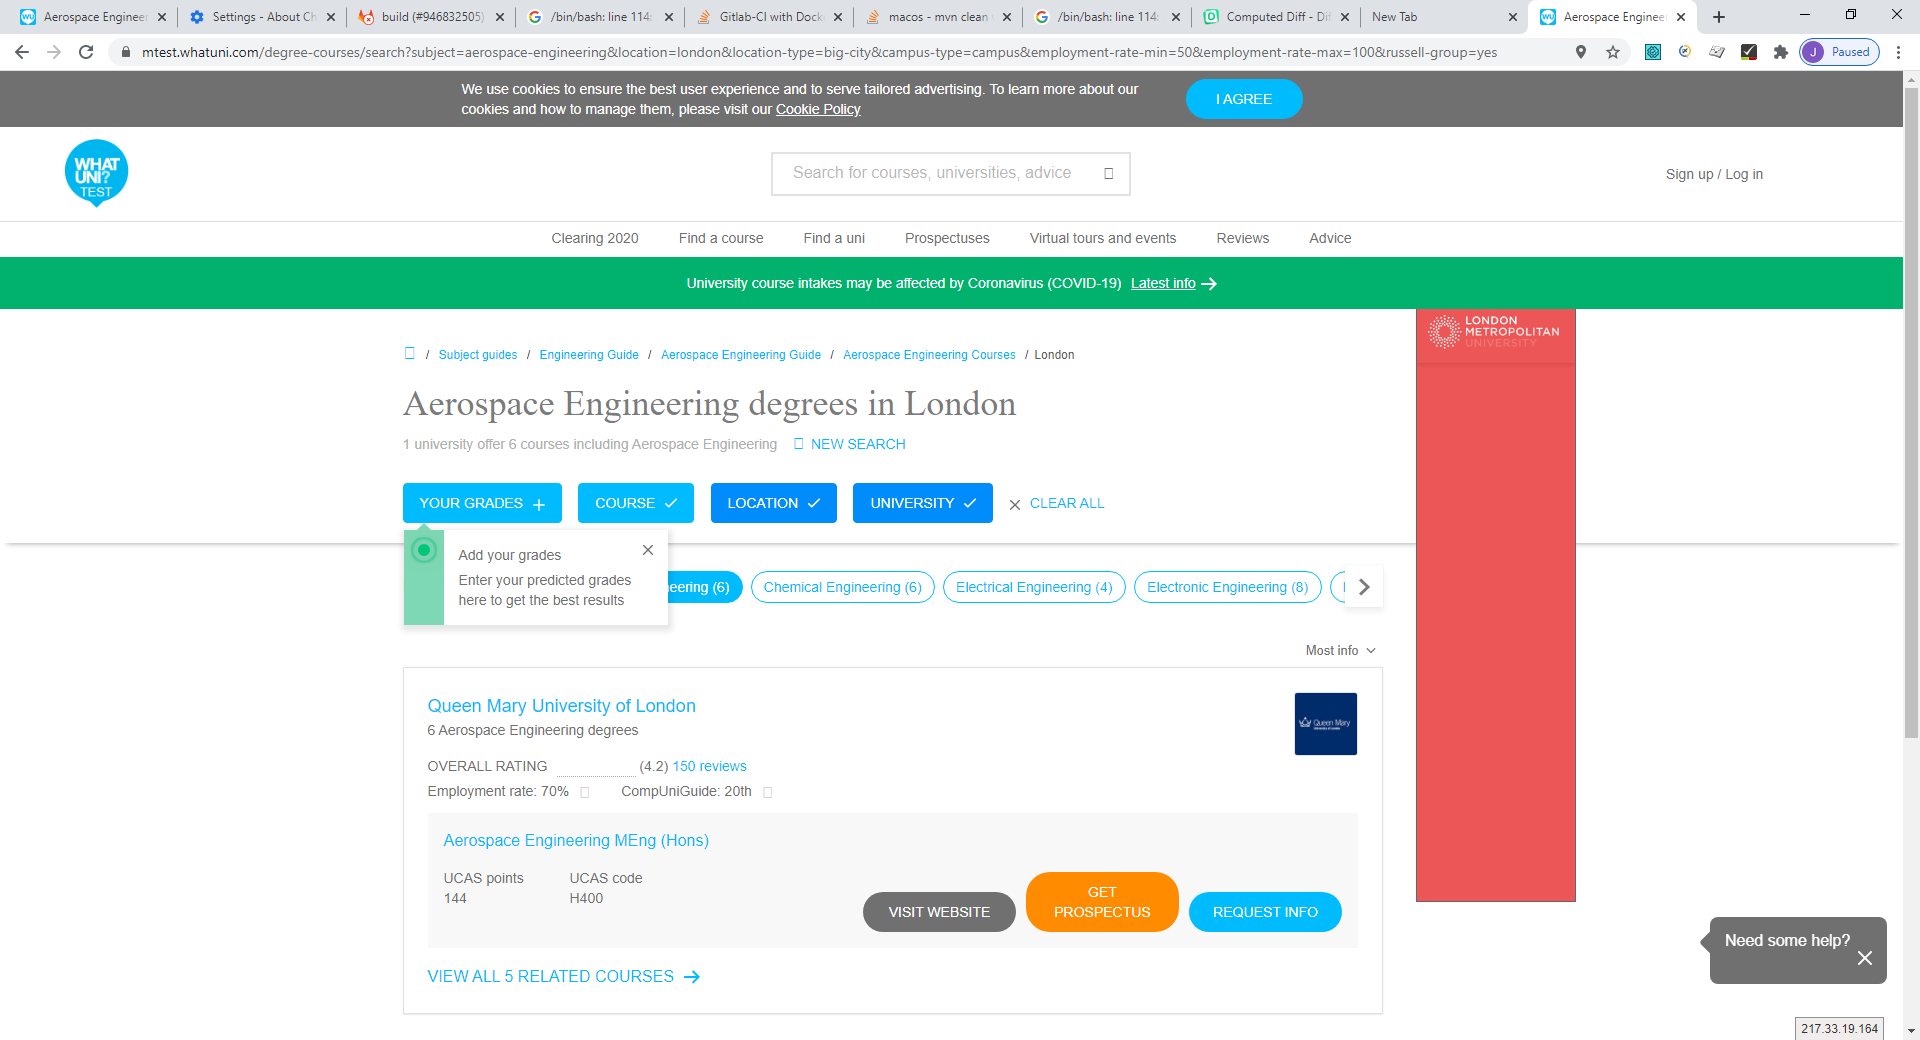 Aerospace Engineer
Settings - About Ch
build (#946832505)
/bin/bash: line 114:
Gitlab-CI with Dock
macos - mvn clean
/bin/bash: line 114:
Computed Diff - Dif
New Tab
Aerospace Enginee
mtest.whatuni.com/degree-courses/search?subject=aerospace-engineering&location=london&location-type=big-city&campus-type=campus&employment-rate-min=50&employment-rate-max=100&russell-group=yes
J Paused
We use cookies to ensure the best user experience and to serve tailored advertising. To learn more about our
cookies and how to manage them, please visit our Cookie Policy
I AGREE
WHAT
UNI?
TEST
Search for courses, universities, advice
Sign up / Log in
Clearing 2020 Find a course Find a uni Prospectuses Virtual tours and events Reviews Advice
University course intakes may be affected by Coronavirus (COVID-19) Latest info
LONDON
METROPOLITAN
UNIVERSITY
/ Subject guides / Engineering Guide / Aerospace Engineering Guide / Aerospace Engineering Courses / London
Aerospace Engineering degrees in London
1 university offer 6 courses including Aerospace Engineering NEW SEARCH
YOUR GRADES COURSE LOCATION UNIVERSITY CLEAR ALL
Add your grades
Enter your predicted grades
here to get the best results
eering (6) Chemical Engineering (6) Electrical Engineering (4) Electronic Engineering (8)
Most info
Queen Mary University of London
6 Aerospace Engineering degrees
Queen Mary
University of London
OVERALL RATING (4.2) 150 reviews
Employment rate: 70% CompUniGuide: 20th
Aerospace Engineering MEng (Hons)
UCAS points UCAS code
144 H400
VISIT WEBSITE
GET
PROSPECTUS
REQUEST INFO
VIEW ALL 5 RELATED COURSES
Need some help?
217.33.19.164